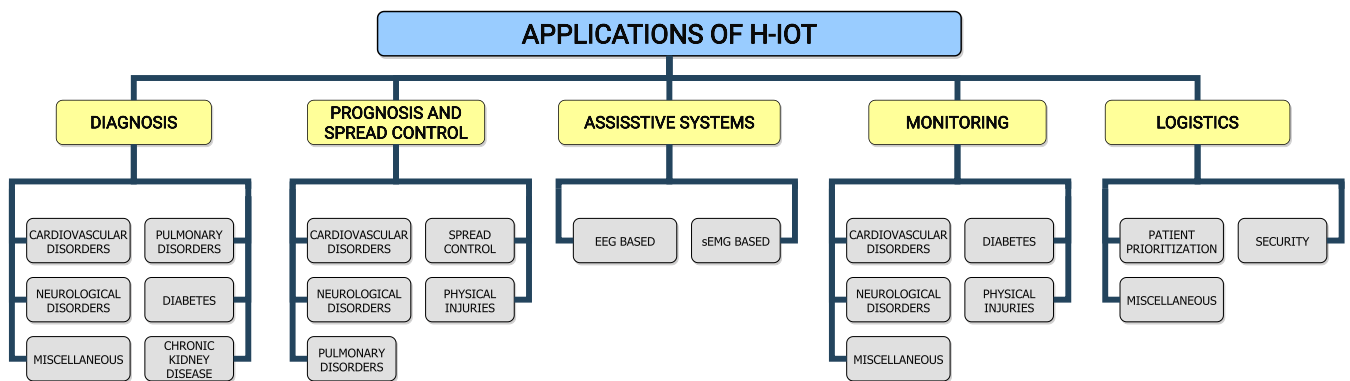 APPLICATIONS OF H-IOT
DIAGNOSIS
PROGNOSIS AND
SPREAD CONTROL
ASSISSTIVE SYSTEMS
MONITORING
LOGISTICS
CARDIOVASCULAR
DISORDERS
PULMONARY
DISORDERS
NEUROLOGICAL
DISORDERS
DIABETES
MISCELLANEOUS
CHRONIC
KIDNEY
DISEASE
CARDIOVASCULAR
DISORDERS
SPREAD
CONTROL
NEUROLOGICAL
DISORDERS
PHYSICAL
INJURIES
PULMONARY
DISORDERS
EEG BASED
sEMG BASED
CARDIOVASCULAR
DISORDERS
DIABETES
NEUROLOGICAL
DISORDERS
PHYSICAL
INJURIES
MISCELLANEOUS
PATIENT
PRIORITIZATION
SECURITY
MISCELLANEOUS